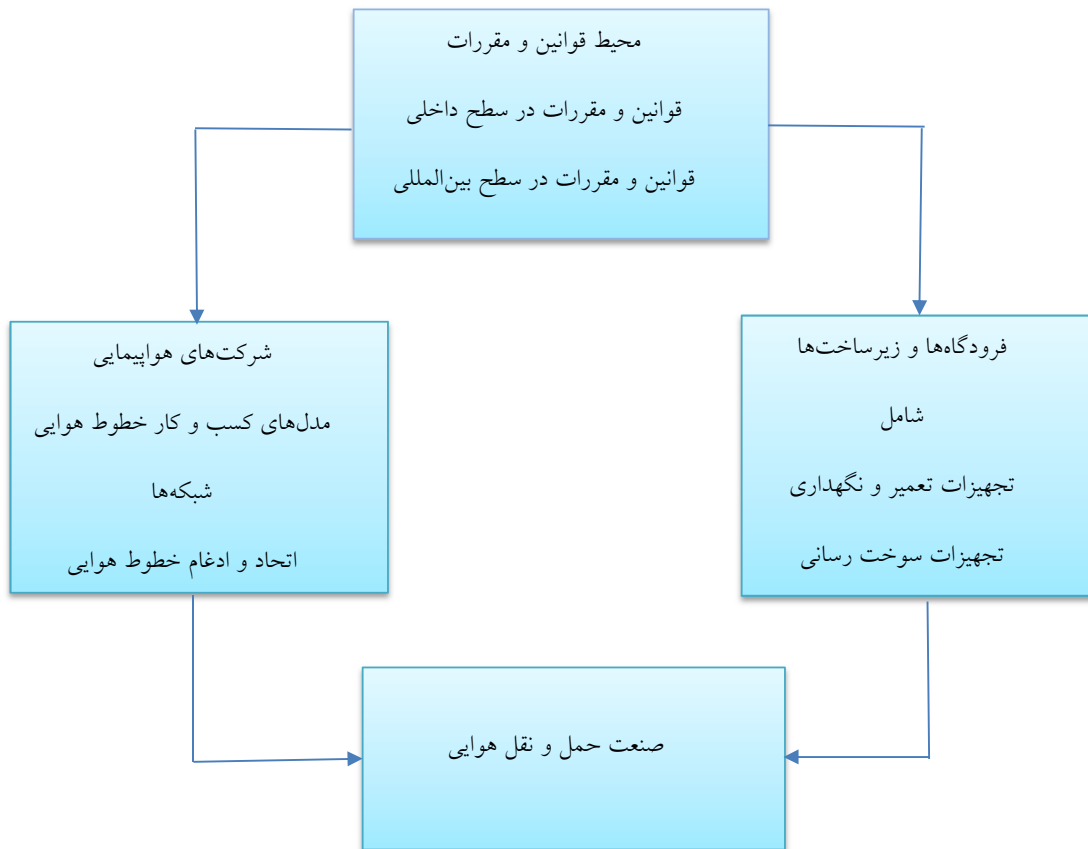 محیط قوانین و مقررات
قوانین و مقررات در سطح داخلی
قوانین و مقررات در سطح بین‌المللی
فرودگاه‌ها و زیرساخت‌ها
شامل
تجهیزات تعمیر و نگهداری
تجهیزات سوخت رسانی
شرکت‌های هواپیمایی
مدل‌های کسب و کار خطوط هوایی
شبکه‌ها
اتحاد و ادغام خطوط هوایی
صنعت حمل و نقل هوایی